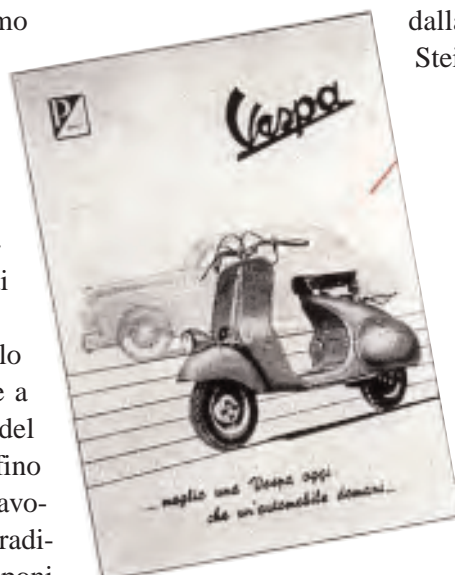 mo
dalla
Stei
P
Vespa
i
lo
e a
del
fino
avo-
radi-
poni
...meglio una Vespa oggi
che un'automobile domani...